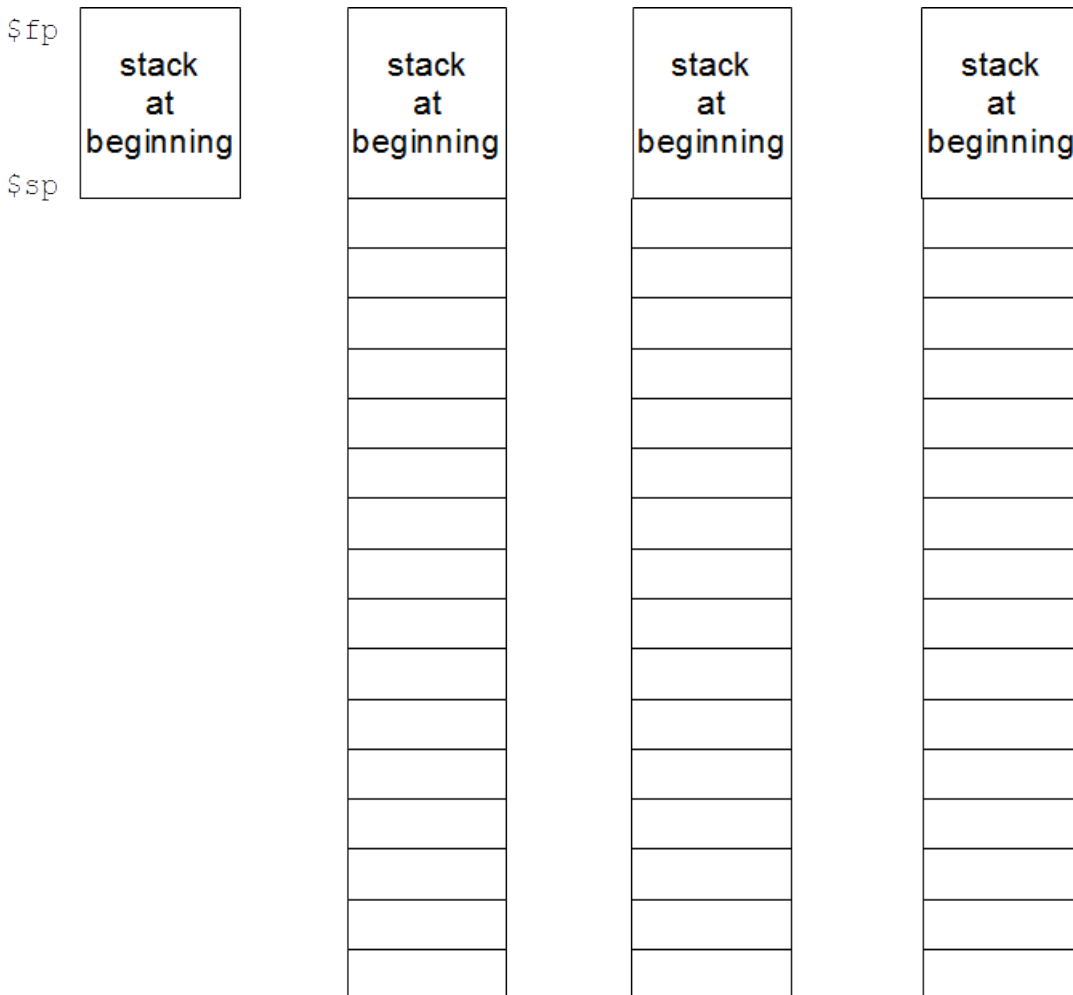 $fp
stack
at
beginning
$sp
stack
at
beginning
stack
at
beginning
stack
at
beginning